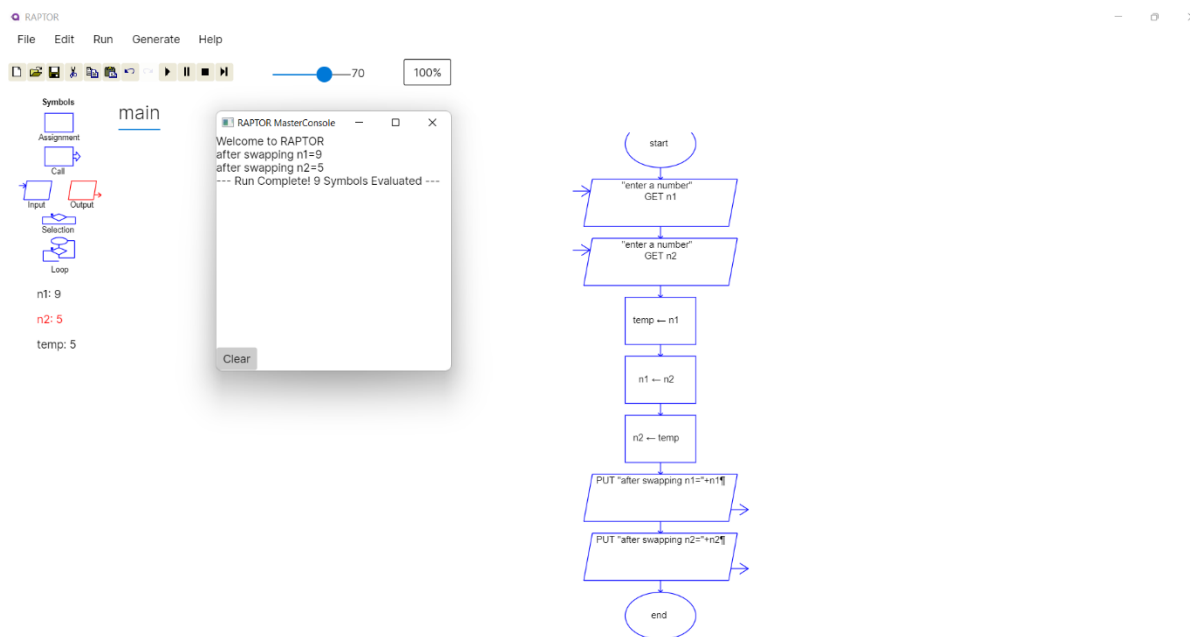 RAPTOR
File Edit Run Generate Help
70
100%
Symbols
Assignment
Call
Input Output
Selection
Loop
n1: 9
n2: 5
temp: 5
main
RAPTOR MasterConsole
Welcome to RAPTOR
after swapping n1=9
after swapping n2=5
--- Run Complete! 9 Symbols Evaluated ---
Clear
start
"enter a number"
GET n1
"enter a number"
GET n2
temp ← n1
n1 ← n2
n2 ← temp
PUT "after swapping n1="+n1¶
PUT "after swapping n2="+n2¶
end